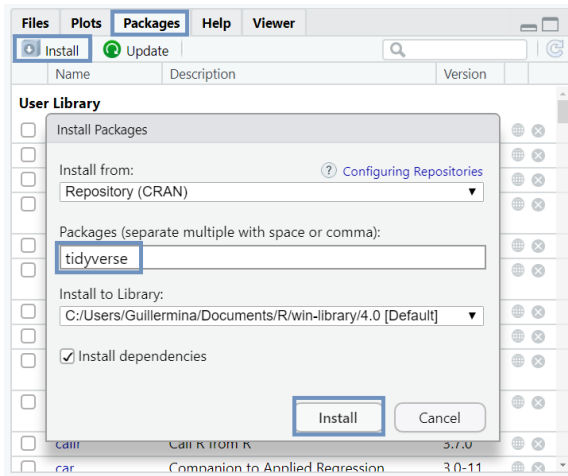 Files Plots Packages Help Viewer
Install Update
Name Description Version
User Library
Install Packages
Install from: ? Configuring Repositories
Repository (CRAN)
Packages (separate multiple with space or comma):
tidyverse
Install to Library:
C:/Users/Guillermina/Documents/R/win-library/4.0 [Default]
Install dependencies
Install Cancel
callr Call R from R 3.7.0
car Companion to Applied Regression 3.0-11